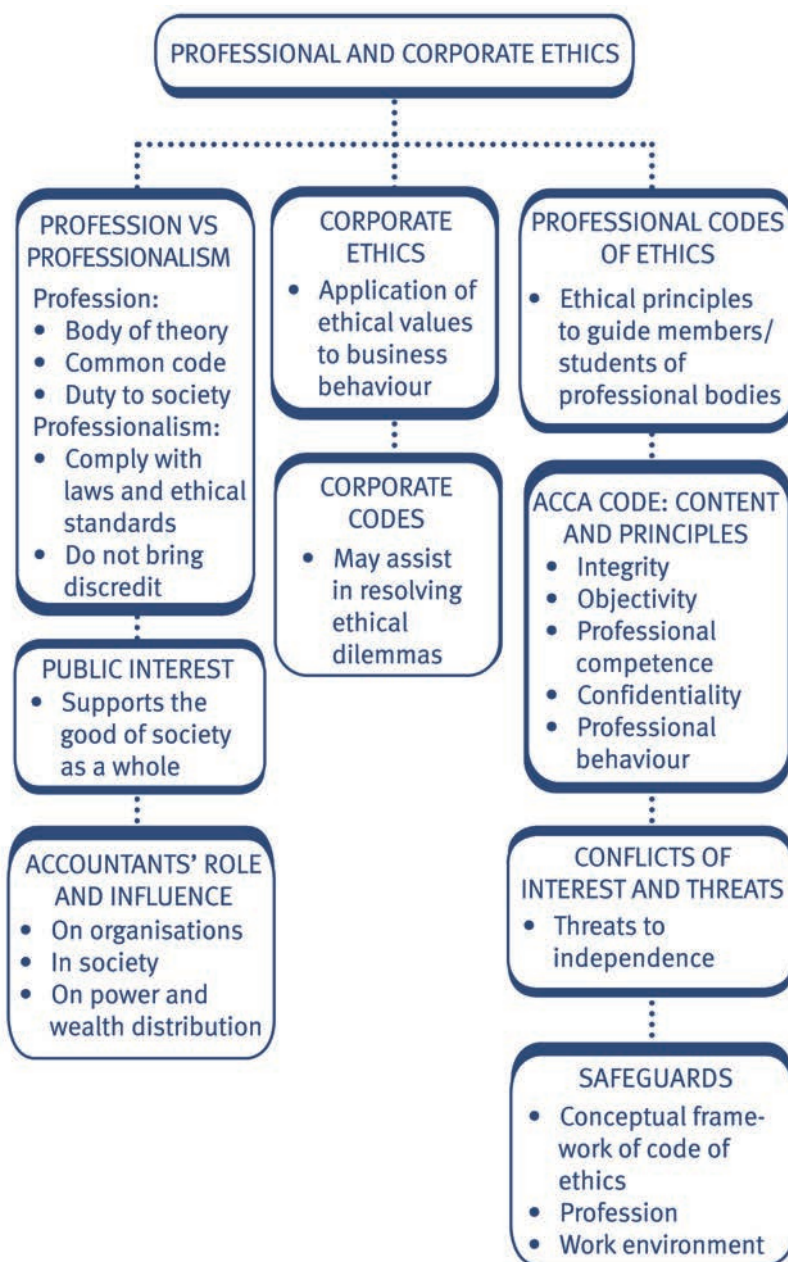 PROFESSIONAL AND CORPORATE ETHICS
PROFESSION VS
PROFESSIONALISM
Profession:
• Body of theory
• Common code
• Duty to society
Professionalism:
• Comply with
laws and ethical
standards
• Do not bring
discredit
PUBLIC INTEREST
• Supports the
good of society
as a whole
ACCOUNTANTS’ ROLE
AND INFLUENCE
• On organisations
• In society
• On power and
wealth distribution
CORPORATE
ETHICS
• Application of
ethical values
to business
behaviour
CORPORATE
CODES
• May assist
in resolving
ethical
dilemmas
PROFESSIONAL CODES
OF ETHICS
• Ethical principles
to guide members/
students of
professional bodies
ACCA CODE: CONTENT
AND PRINCIPLES
• Integrity
• Objectivity
• Professional
competence
• Confidentiality
• Professional
behaviour
CONFLICTS OF
INTEREST AND THREATS
• Threats to
independence
SAFEGUARDS
• Conceptual frame-
work of code of
ethics
• Profession
• Work environment